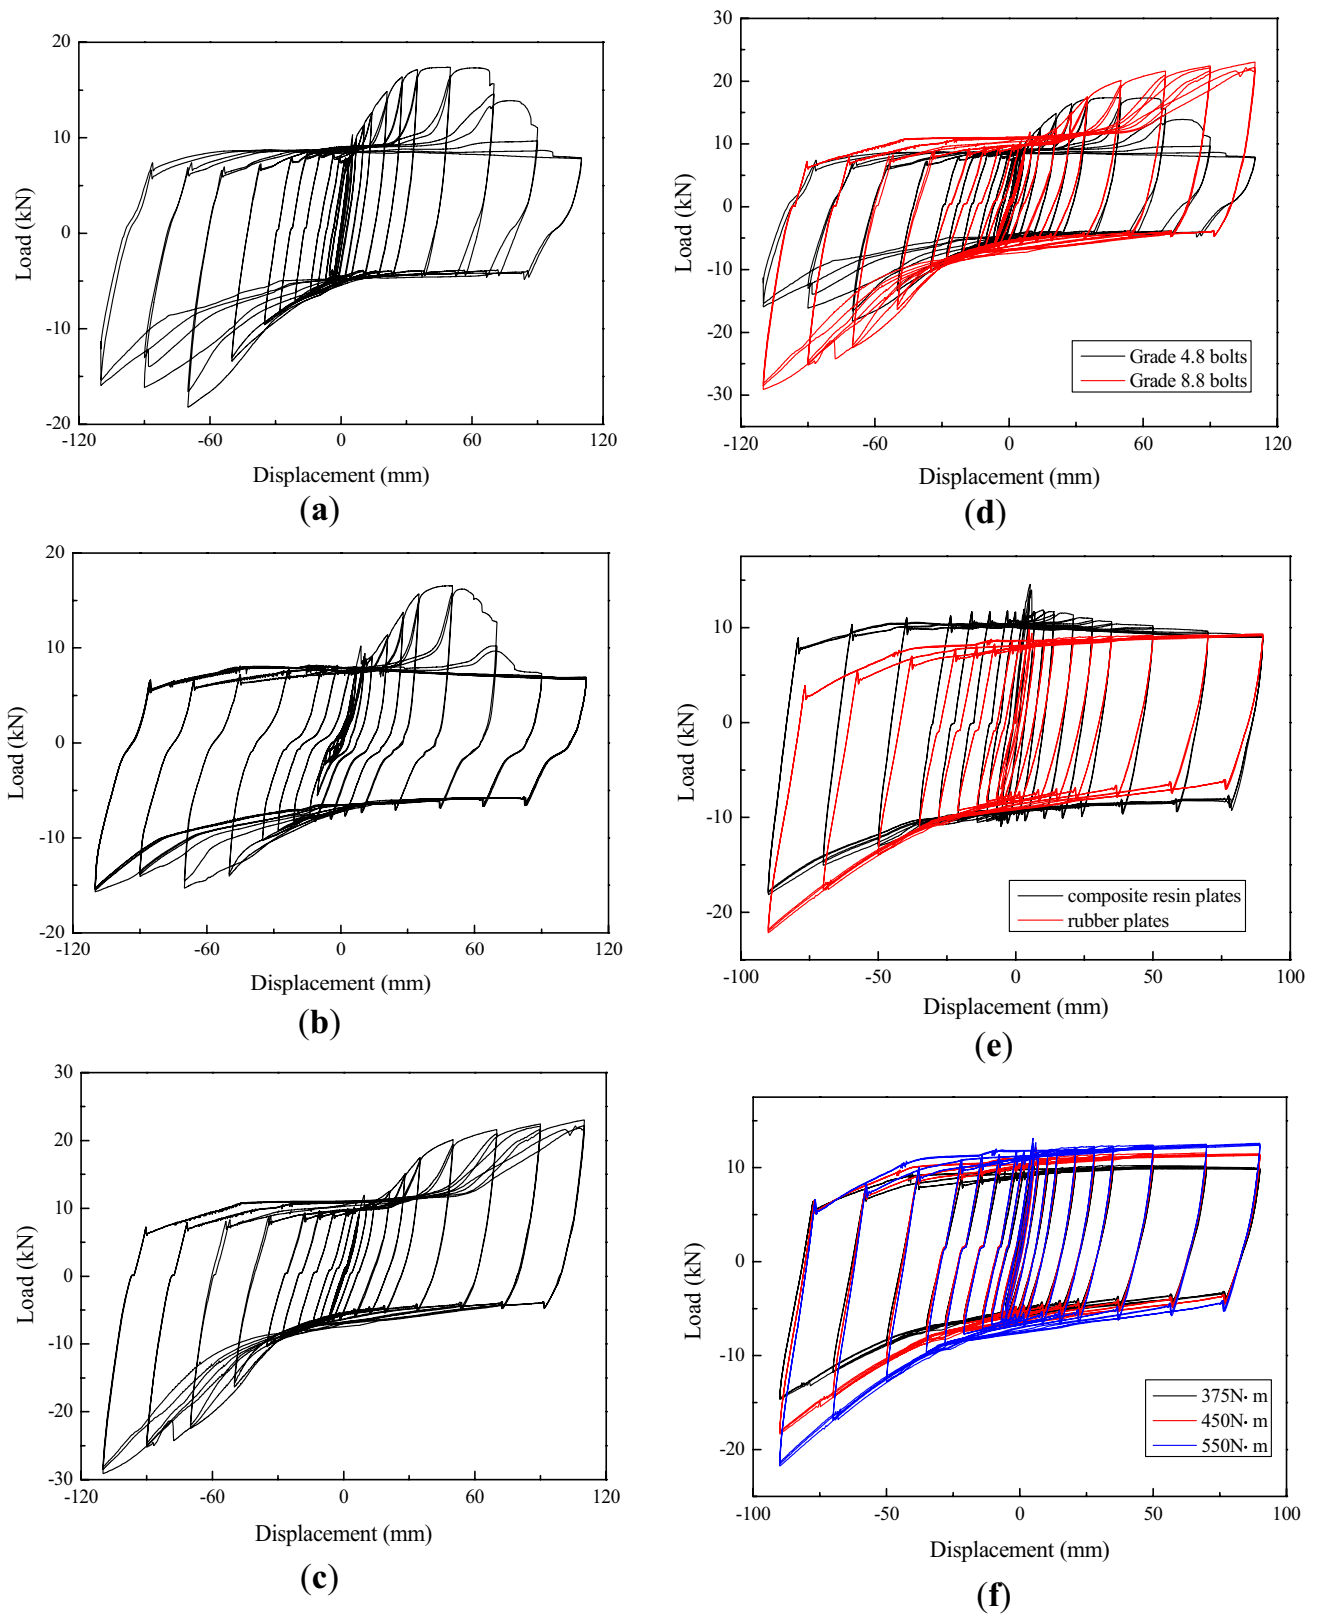 20
10
0
-10
-20
-120
-60
0
60
120
Load (kN)
Displacement (mm)
(a)
30
20
10
0
-10
-20
-30
-120
-60
0
60
120
Load (kN)
Grade 4.8 bolts
Grade 8.8 bolts
Displacement (mm)
(d)
20
10
0
-10
-20
-120
-60
0
60
120
Load (kN)
Displacement (mm)
(b)
10
0
-10
-20
-100
-50
0
50
100
Load (kN)
composite resin plates
rubber plates
Displacement (mm)
(e)
30
20
10
0
-10
-20
-30
-120
-60
0
60
120
Load (kN)
Displacement (mm)
(c)
10
0
-10
-20
-100
-50
0
50
100
Load (kN)
375N· m
450N· m
550N· m
Displacement (mm)
(f)